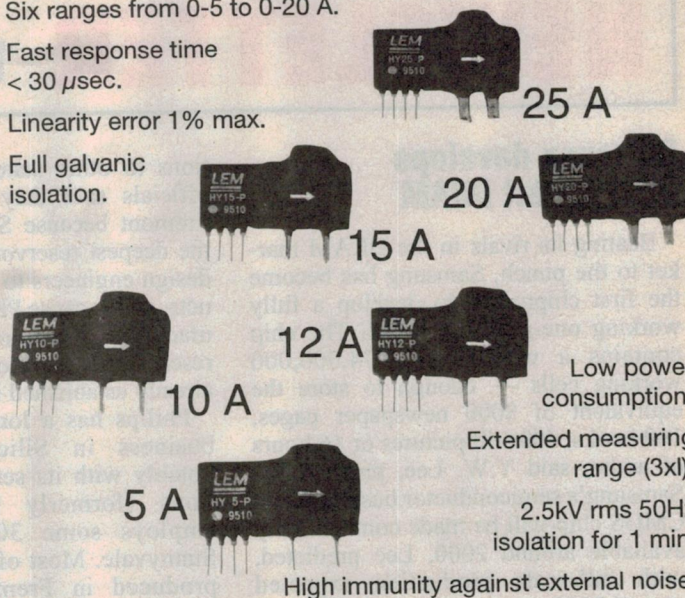 Six ranges from 0-5 to 0-20 A.
Fast response time
< 30 µsec.
Linearity error 1% max.
Full galvanic
isolation.
LEM
HY25-P
9510
25 A
LEM
HY20-P
9510
20 A
LEM
HY15-P
9510
15 A
LEM
HY12-P
9510
12 A
LEM
HY10-P
9510
10 A
LEM
HY 5-P
9510
5 A
Low powe
consumption
Extended measuring
range (3xI)
2.5kV rms 50H
isolation for 1 min
High immunity against external noise